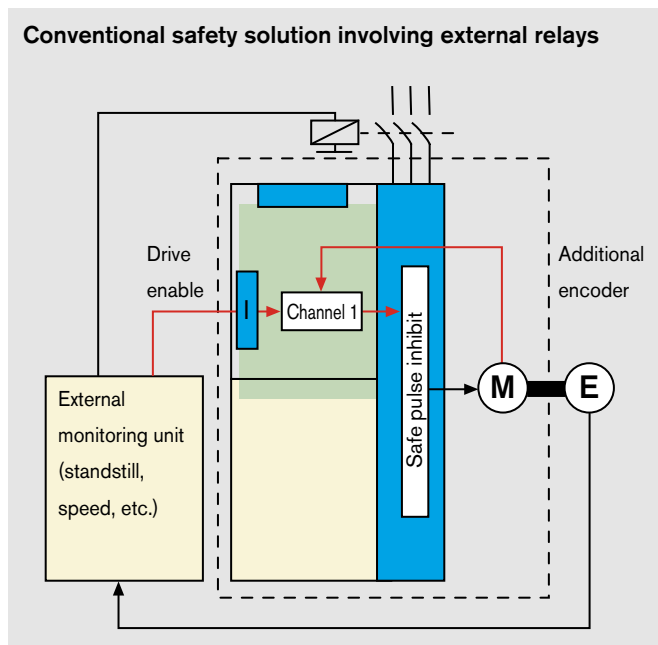 Conventional safety solution involving external relays
Drive
enable
Additional
encoder
I
Channel 1
Safe pulse inhibit
M
E
External
monitoring unit
(standstill,
speed, etc.)